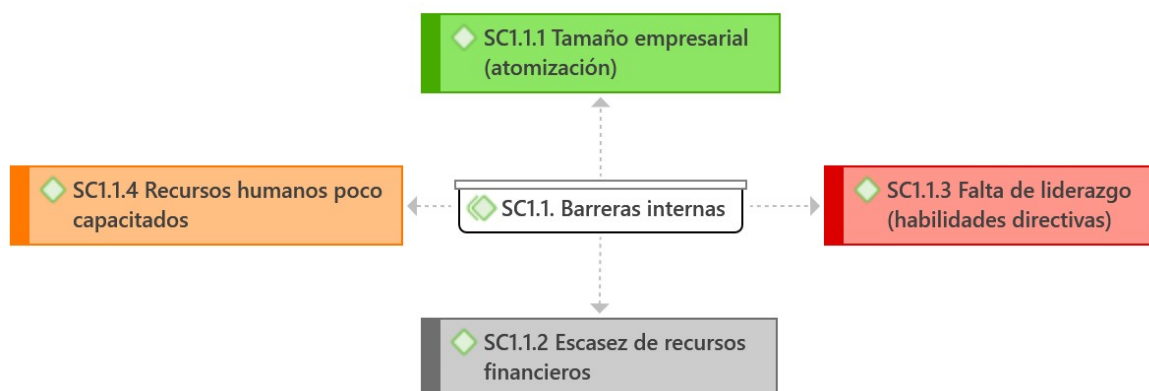 SC1.1.1 Tamaño empresarial
(atomización)
SC1.1.4 Recursos humanos poco
capacitados
SC1.1. Barreras internas
SC1.1.3 Falta de liderazgo
(habilidades directivas)
SC1.1.2 Escasez de recursos
financieros